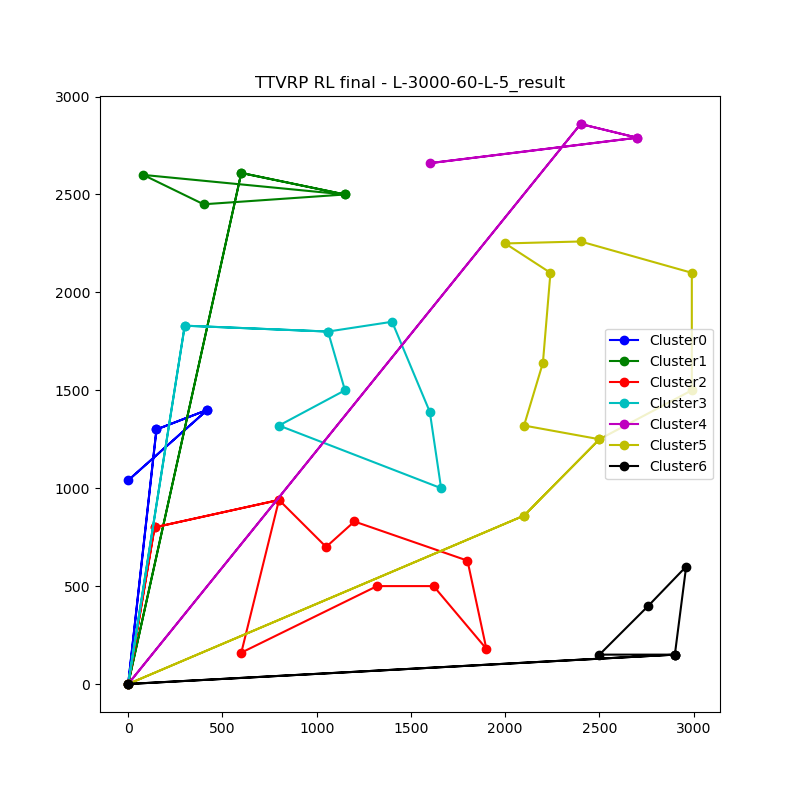 TTVRP RL final - L-3000-60-L-5_result
3000
2500
2000
1500
1000
500
0
Cluster0
Cluster1
Cluster2
Cluster3
Cluster4
Cluster5
Cluster6
0 500 1000 1500 2000 2500 3000